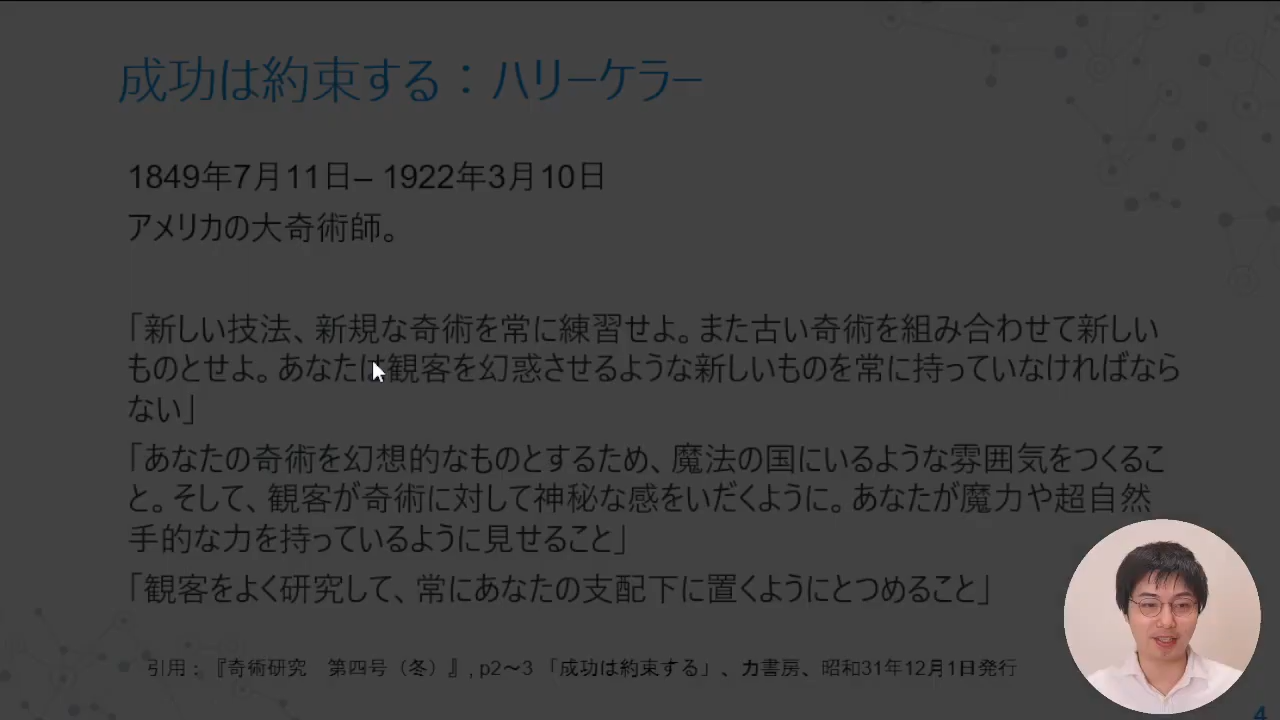 成功は約束する：ハリーケラー
1849年7月11日– 1922年3月10日
アメリカの大奇術師。
「新しい技法、新規な奇術を常に練習せよ。また古い奇術を組み合わせて新しい
ものとせよ。あなたは観客を幻惑させるような新しいものを常に持っていなければなら
ない」
「あなたの奇術を幻想的なものとするため、魔法の国にいるような雰囲気をつくるこ
と。そして、観客が奇術に対して神秘な感をいだくように。あなたが魔力や超自然
手的な力を持っているように見せること」
「観客をよく研究して、常にあなたの支配下に置くようにとつめること」
引用：『奇術研究　第四号（冬）』, p2～3 「成功は約束する」、力書房、昭和31年12月1日発行
4